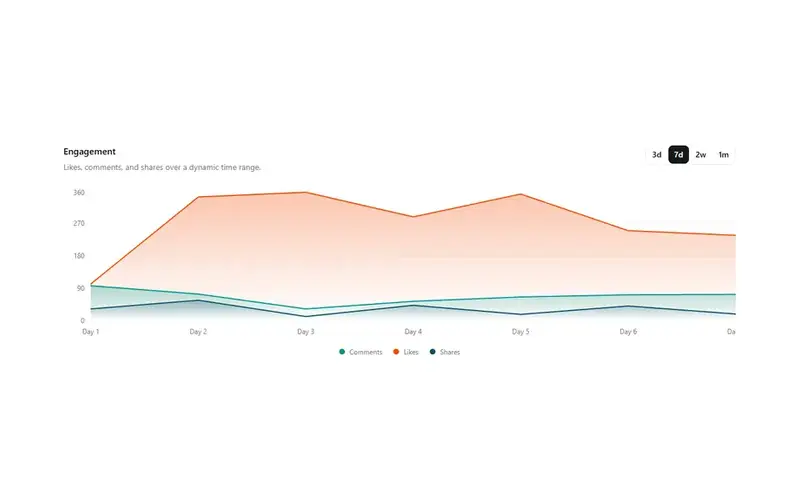 Engagement
3d 7d 2w 1m
Likes, comments, and shares over a dynamic time range.
360
270
180
90
0
Day 1 Day 2 Day 3 Day 4 Day 5 Day 6 Da
Comments Likes Shares